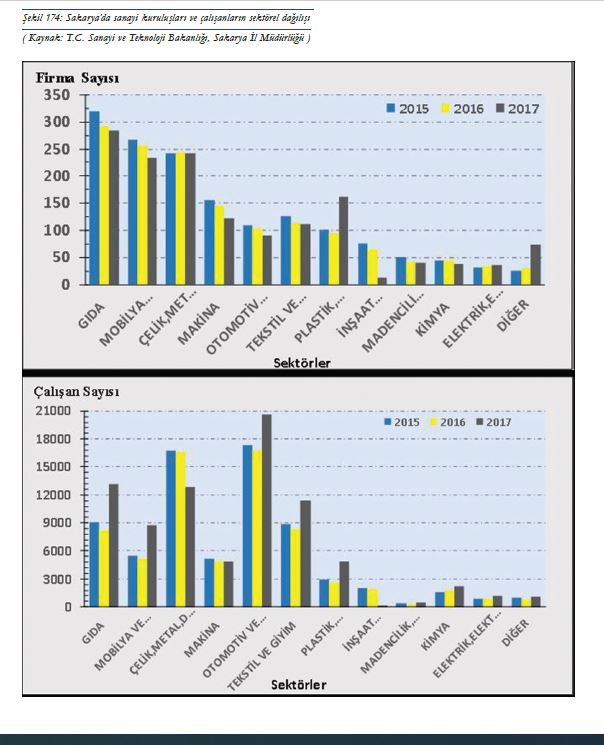 Şekil 174: Sakarya'da sanayi kuruluşları ve çalışanların sektörel dağılışı
( Kaynak: T.C. Sanayi ve Teknoloji Bakanlığı, Sakarya İl Müdürlüğü )
Firma Sayısı
350
2015 2016 2017
300
250
200
150
100
50
0
GIDA
MOBİLYA...
ÇELİK,MET...
MAKİNA
OTOMOTİV...
TEKSTİL VE...
PLASTİK,...
İNŞAAT...
MADENCİLİ...
KİMYA
ELEKTRİK,E...
DİĞER
Sektörler
Çalışan Sayısı
21000
2015 2016 2017
18000
15000
12000
9000
6000
3000
0
GIDA
MOBİLYA VE...
ÇELİK,METAL,D...
MAKİNA
OTOMOTİV VE...
TEKSTİL VE GİYİM
PLASTİK,...
İNŞAAT...
MADENCİLİK,...
KİMYA
ELEKTRİK,ELEKT...
DİĞER
Sektörler